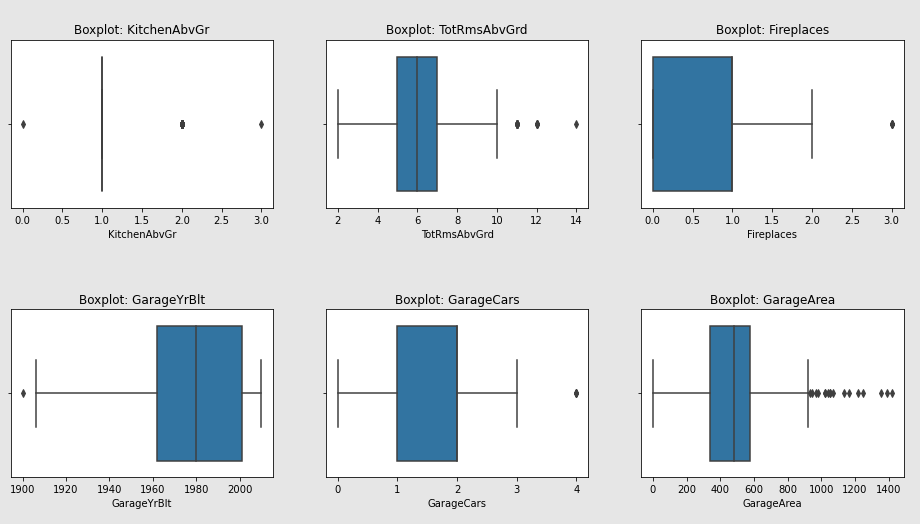 Boxplot: KitchenAbvGr
Boxplot: TotRmsAbvGrd
Boxplot: Fireplaces
0.0 0.5 1.0 1.5 2.0 2.5 3.0
2 4 6 8 10 12 14
0.0 0.5 1.0 1.5 2.0 2.5 3.0
KitchenAbvGr
TotRmsAbvGrd
Fireplaces
Boxplot: GarageYrBlt
Boxplot: GarageCars
Boxplot: GarageArea
1900 1920 1940 1960 1980 2000
0 1 2 3 4
0 200 400 600 800 1000 1200 1400
GarageYrBlt
GarageCars
GarageArea